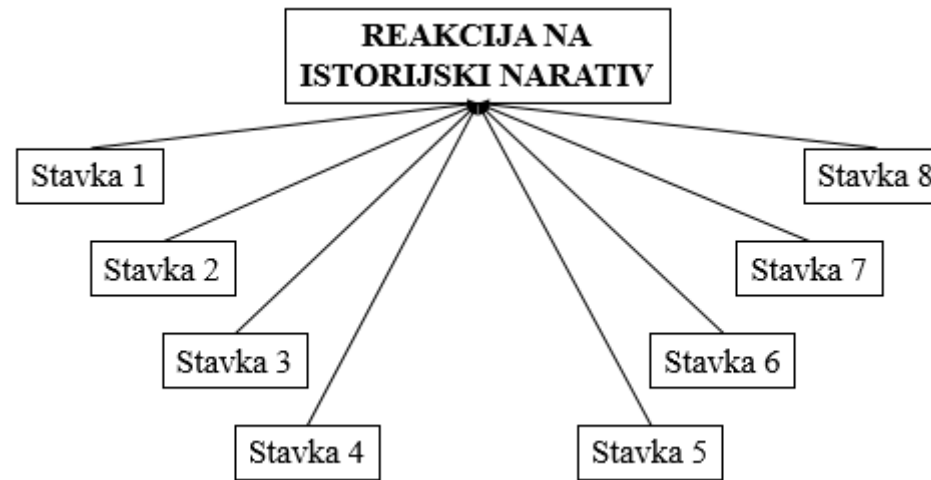 REAKCIJA NA
ISTORIJSKI NARATIV
Stavka 1
Stavka 8
Stavka 2
Stavka 7
Stavka 3
Stavka 6
Stavka 4
Stavka 5